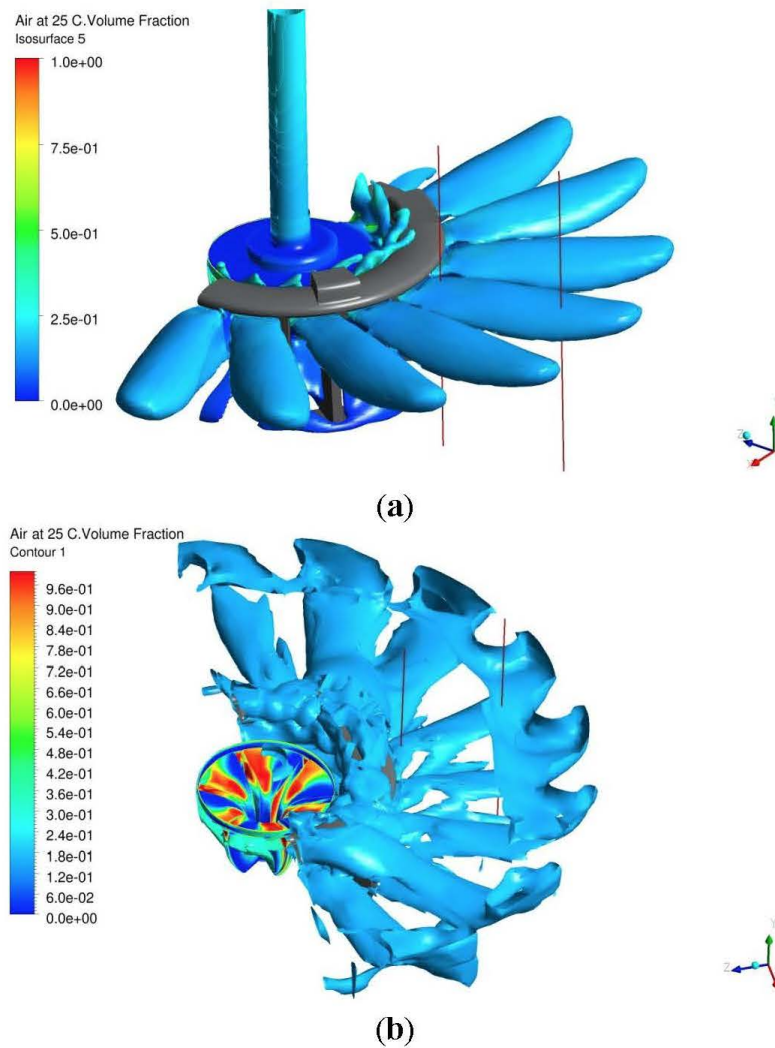 Air at 25 C.Volume Fraction
Isosurface 5
1.0e+00
7.5e-01
5.0e-01
2.5e-01
0.0e+00
Z
(a)
Air at 25 C.Volume Fraction
Contour 1
9.6e-01
9.0e-01
8.4e-01
7.8e-01
7.2e-01
6.6e-01
6.0e-01
5.4e-01
4.8e-01
4.2e-01
3.6e-01
3.0e-01
2.4e-01
1.8e-01
1.2e-01
6.0e-02
0.0e+00
Y
Z
(b)